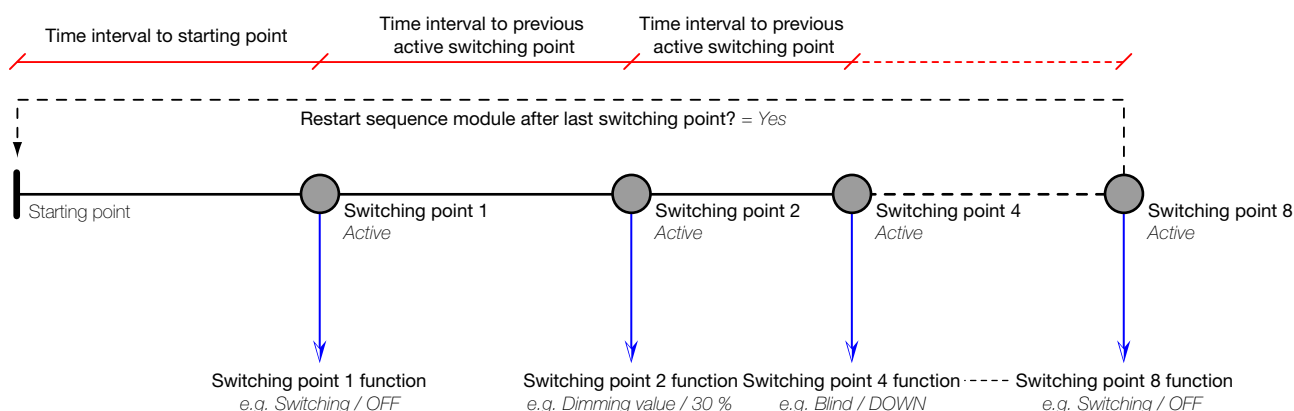 Time interval to starting point
Time interval to previous
active switching point
Time interval to previous
active switching point
Restart sequence module after last switching point? = Yes
Starting point
Switching point 1
Active
Switching point 2
Active
Switching point 4
Active
Switching point 8
Active
Switching point 1 function
e.g. Switching / OFF
Switching point 2 function
e.g. Dimming value / 30 %
Switching point 4 function
e.g. Blind / DOWN
Switching point 8 function
e.g. Switching / OFF